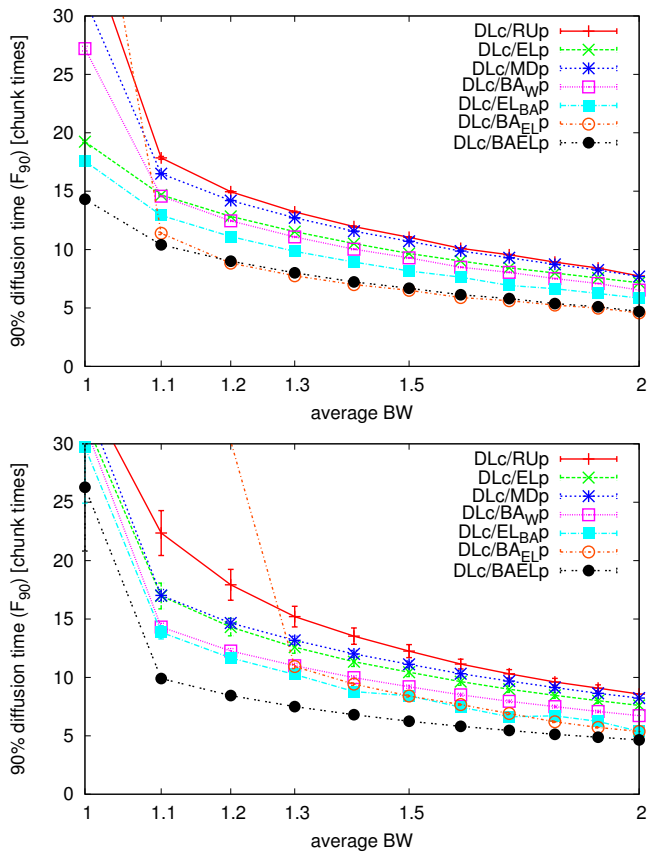 30
25
20
15
10
5
0
90% diffusion time (F90) [chunk times]
DLc/RUp
DLc/ELp
DLc/MDp
DLc/BAWp
DLc/ELBAp
DLc/BAELp
DLc/BAELp
1 1.1 1.2 1.3 1.5 2
average BW
30
25
20
15
10
5
0
90% diffusion time (F90) [chunk times]
DLc/RUp
DLc/ELp
DLc/MDp
DLc/BAWp
DLc/ELBAp
DLc/BAELp
DLc/BAELp
1 1.1 1.2 1.3 1.5 2
average BW